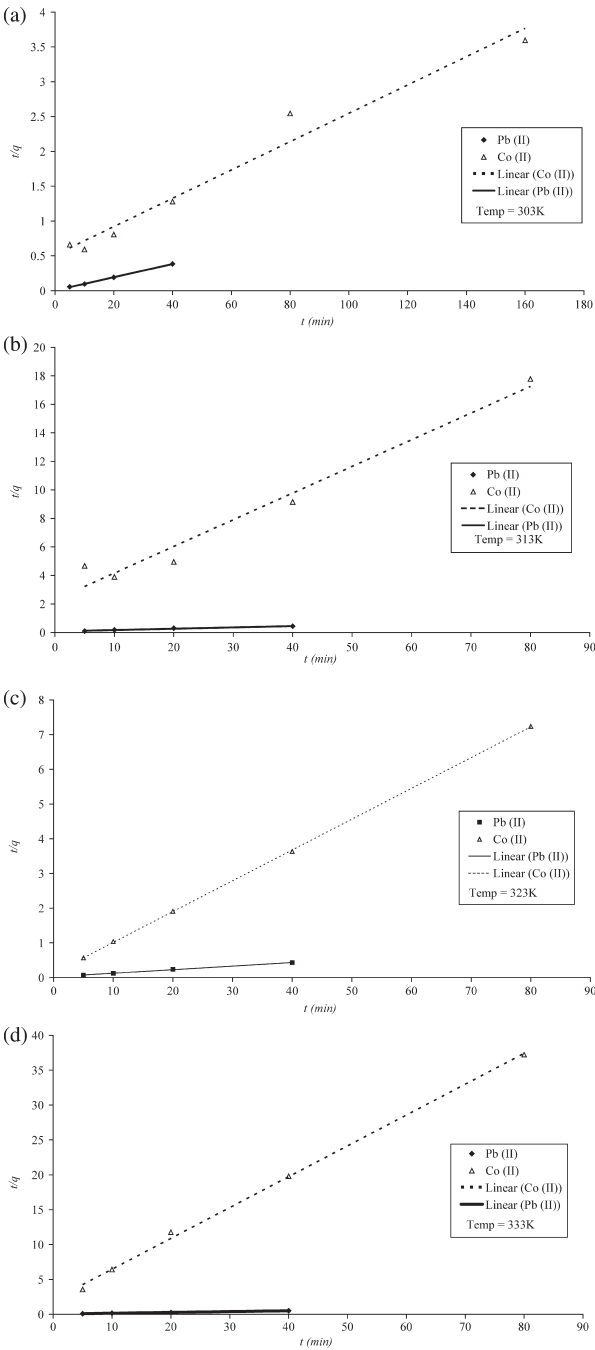 (a)
4
3.5
3
2.5
2
1.5
1
0.5
0
t/q
Pb (II)
Co (II)
Linear (Co (II))
Linear (Pb (II))
Temp = 303K
0 20 40 60 80 100 120 140 160 180
t (min)
(b)
20
18
16
14
12
10
8
6
4
2
0
t/q
Pb (II)
Co (II)
Linear (Co (II))
Linear (Pb (II))
Temp = 313K
0 10 20 30 40 50 60 70 80 90
t (min)
(c)
8
7
6
5
4
3
2
1
0
t/q
Pb (II)
Co (II)
Linear (Pb (II))
Linear (Co (II))
Temp = 323K
0 10 20 30 40 50 60 70 80 90
t (min)
(d)
40
35
30
25
20
15
10
5
0
t/q
Pb (II)
Co (II)
Linear (Co (II))
Linear (Pb (II))
Temp = 333K
0 10 20 30 40 50 60 70 80 90
t (min)